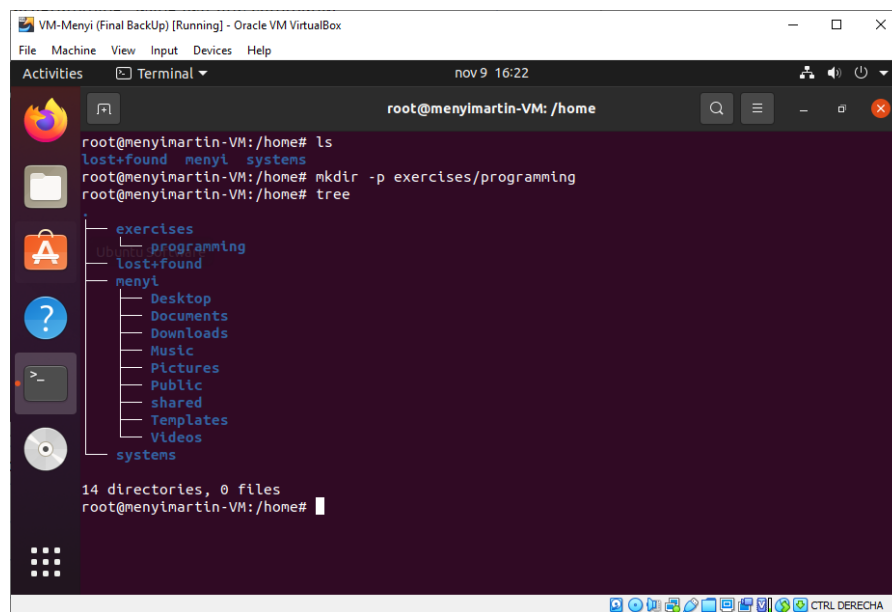 VM-Menyi (Final BackUp) [Running] - Oracle VM VirtualBox
File Machine View Input Devices Help
Activities Terminal nov 9 16:22
root@menyimartin-VM: /home
root@menyimartin-VM:/home# ls
lost+found menyi systems
root@menyimartin-VM:/home# mkdir -p exercises/programming
root@menyimartin-VM:/home# tree
.
├── exercises
│   └── programming
Ubuntu Software
├── lost+found
├── menyi
│   ├── Desktop
│   ├── Documents
│   ├── Downloads
│   ├── Music
│   ├── Pictures
│   ├── Public
│   ├── shared
│   ├── Templates
│   └── Videos
└── systems
14 directories, 0 files
root@menyimartin-VM:/home#
CTRL DERECHA